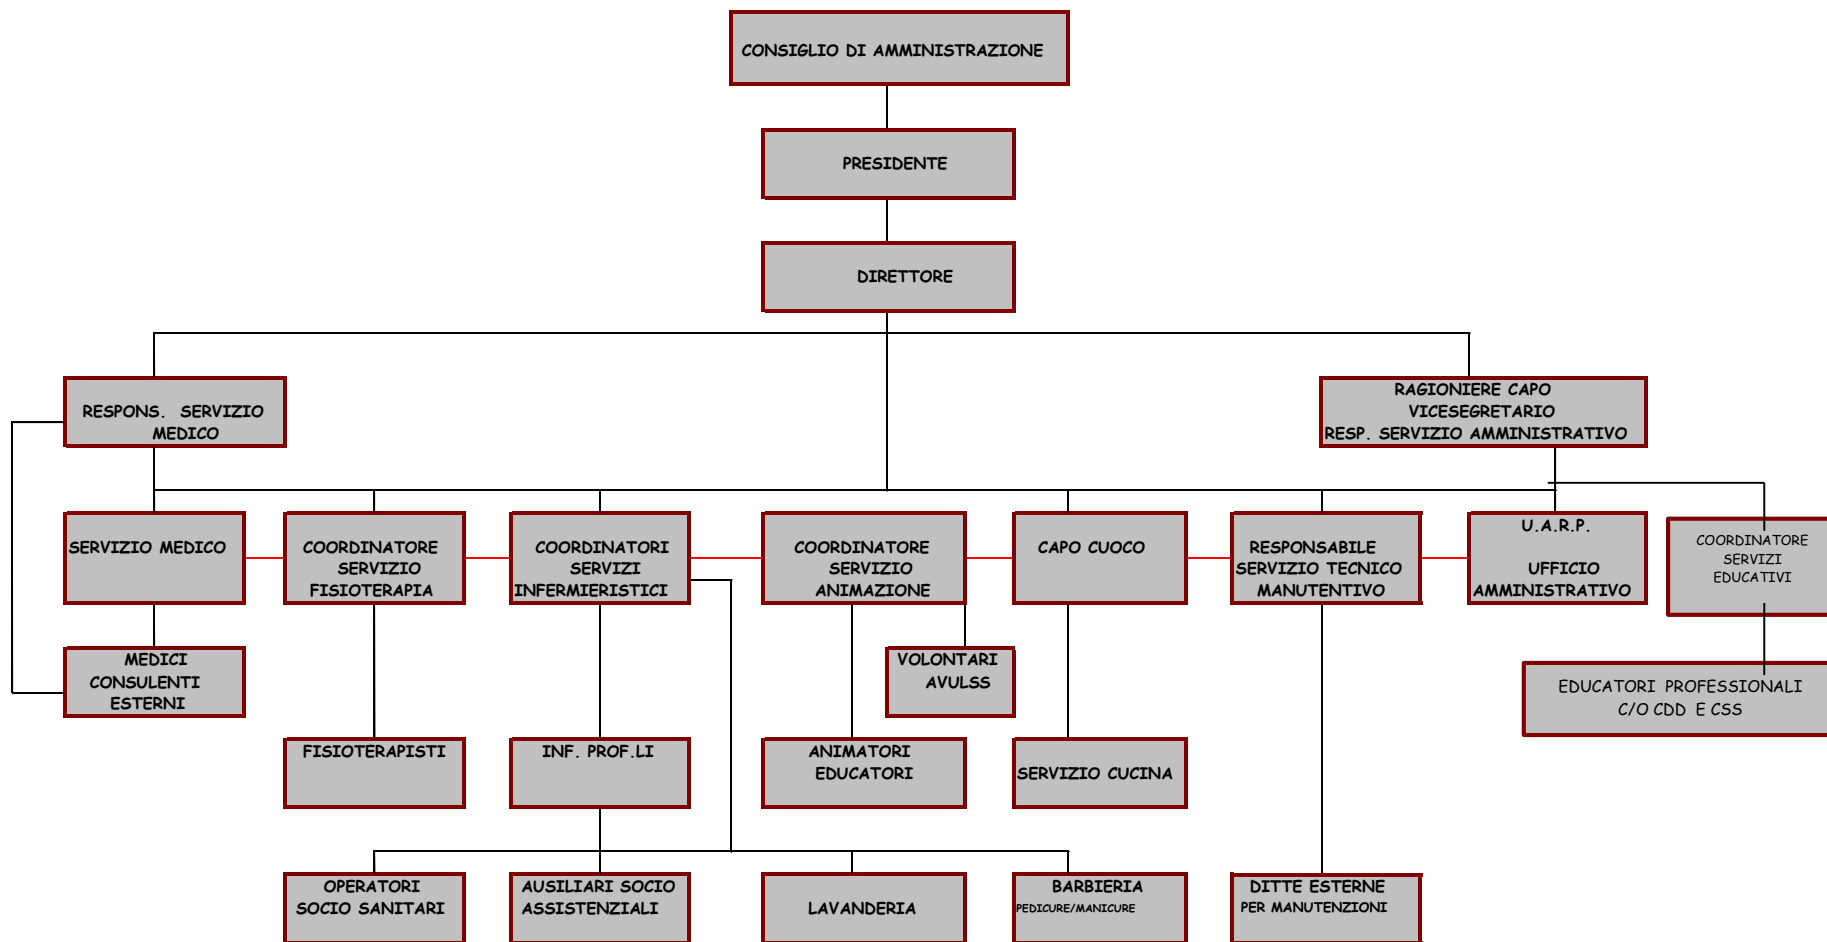 CONSIGLIO DI AMMINISTRAZIONE
PRESIDENTE
DIRETTORE
RESPONS. SERVIZIO
MEDICO
RAGIONIERE CAPO
VICESEGRETARIO
RESP. SERVIZIO AMMINISTRATIVO
SERVIZIO MEDICO
COORDINATORE
SERVIZIO
FISIOTERAPIA
COORDINATORI
SERVIZI
INFERMIERISTICI
COORDINATORE
SERVIZIO
ANIMAZIONE
CAPO CUOCO
RESPONSABILE
SERVIZIO TECNICO
MANUTENTIVO
U.A.R.P.
UFFICIO
AMMINISTRATIVO
COORDINATORE
SERVIZI
EDUCATIVI
MEDICI
CONSULENTI
ESTERNI
VOLONTARI
AVULSS
EDUCATORI PROFESSIONALI
C/O CDD E CSS
FISIOTERAPISTI
INF. PROF.LI
ANIMATORI
EDUCATORI
SERVIZIO CUCINA
OPERATORI
SOCIO SANITARI
AUSILIARI SOCIO
ASSISTENZIALI
LAVANDERIA
BARBIERIA
PEDICURE/MANICURE
DITTE ESTERNE
PER MANUTENZIONI